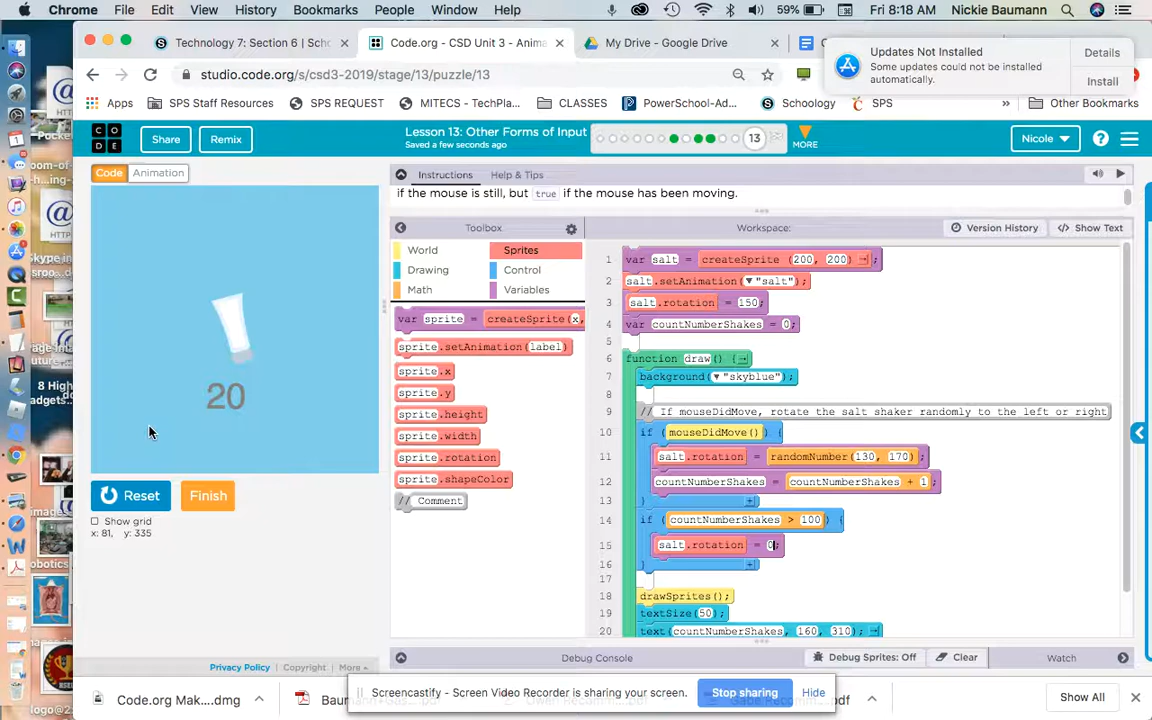 Chrome File Edit View History Bookmarks People Window Help 59% Fri 8:18 AM Nickie Baumann
Technology 7: Section 6 | Scho
Code.org - CSD Unit 3 - Anima
My Drive - Google Drive
Updates Not Installed
Some updates could not be installed
automatically.
Details
Install
studio.code.org/s/csd3-2019/stage/13/puzzle/13
Apps SPS Staff Resources SPS REQUEST MITECS - TechPla... CLASSES PowerSchool-Ad... Schoology SPS » Other Bookmarks
C O
D E
Share
Remix
Lesson 13: Other Forms of Input
Saved a few seconds ago
13
MORE
Nicole
Code Animation
Instructions Help & Tips
if the mouse is still, but true if the mouse has been moving.
Toolbox:
World Sprites
Drawing Control
Math Variables
var sprite = createSprite(x,
sprite.setAnimation(label)
sprite.x
sprite.y
sprite.height
sprite.width
sprite.rotation
sprite.shapeColor
// Comment
Workspace: Version History Show Text
1 var salt = createSprite (200, 200) ;
2 salt.setAnimation( "salt");
3 salt.rotation = 150;
4 var countNumberShakes = 0;
5
6 function draw() {
7 background( "skyblue");
8
9 // If mouseDidMove, rotate the salt shaker randomly to the left or right
10 if (mouseDidMove() ) {
11 salt.rotation = randomNumber(130, 170);
12 countNumberShakes = countNumberShakes + 1;
13 }
14 if (countNumberShakes > 100 ) {
15 salt.rotation = 0;
16 }
17
18 drawSprites();
19 textSize(50);
20 text(countNumberShakes, 160, 310);
20
Reset
Finish
Show grid
x: 81, y: 335
Privacy Policy | Copyright | More
Debug Console
Debug Sprites: Off Clear Watch
Code.org Mak....dmg
Screencastify - Screen Video Recorder is sharing your screen.
Stop sharing
Hide
Show All
8 High